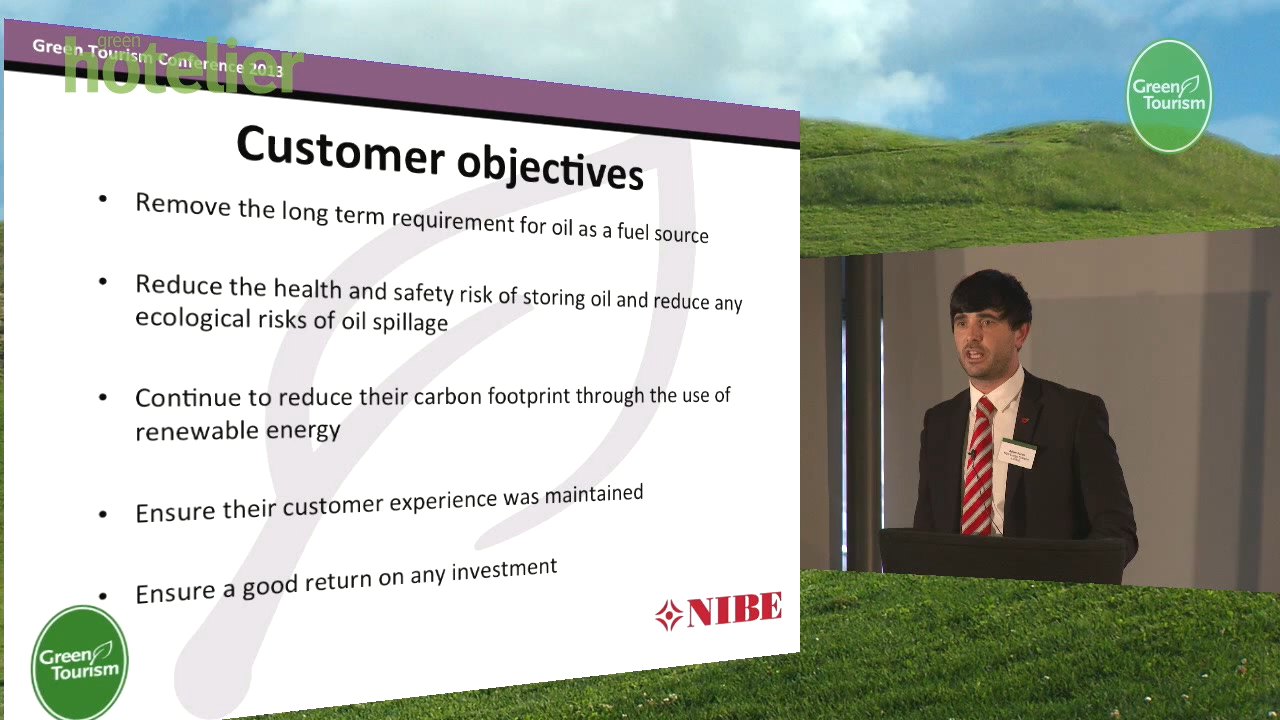 Green Tourism Conference 2013
green
hotelier
Green
Tourism
Customer objectives
• Remove the long term requirement for oil as a fuel source
• Reduce the health and safety risk of storing oil and reduce any
ecological risks of oil spillage
• Continue to reduce their carbon footprint through the use of
renewable energy
• Ensure their customer experience was maintained
• Ensure a good return on any investment
NIBE
Green
Tourism